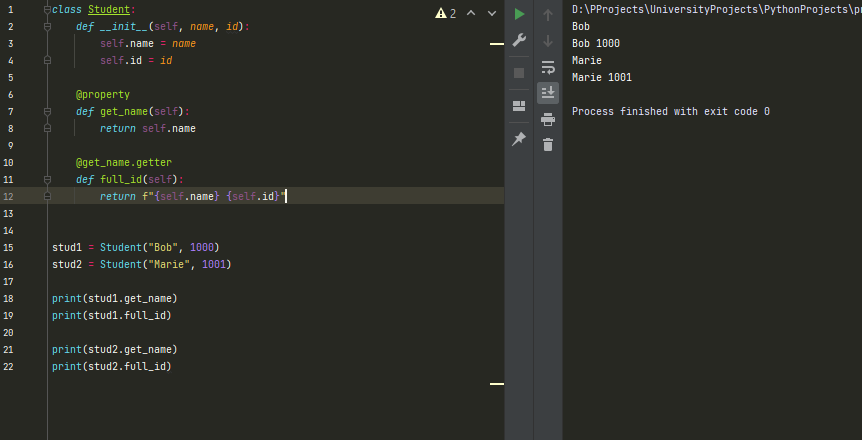 1 class Student:
2 def __init__(self, name, id):
3 self.name = name
4 self.id = id
5
6 @property
7 def get_name(self):
8 return self.name
9
10 @get_name.getter
11 def full_id(self):
12 return f"{self.name} {self.id}"
13
14
15 stud1 = Student("Bob", 1000)
16 stud2 = Student("Marie", 1001)
17
18 print(stud1.get_name)
19 print(stud1.full_id)
20
21 print(stud2.get_name)
22 print(stud2.full_id)
2
D:\PProjects\UniversityProjects\PythonProjects\pr
Bob
Bob 1000
Marie
Marie 1001
Process finished with exit code 0